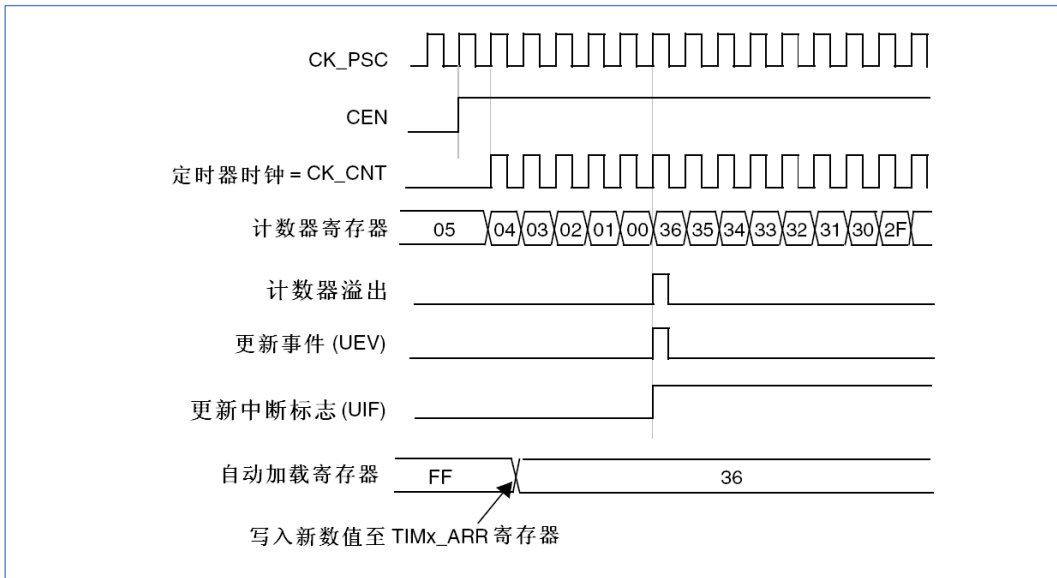 CK_PSC
CEN
定时器时钟 = CK_CNT
计数器寄存器 05 04 03 02 01 00 36 35 34 33 32 31 30 2F
计数器溢出
更新事件 (UEV)
更新中断标志 (UIF)
自动加载寄存器 FF 36
写入新数值至 TIMx_ARR 寄存器